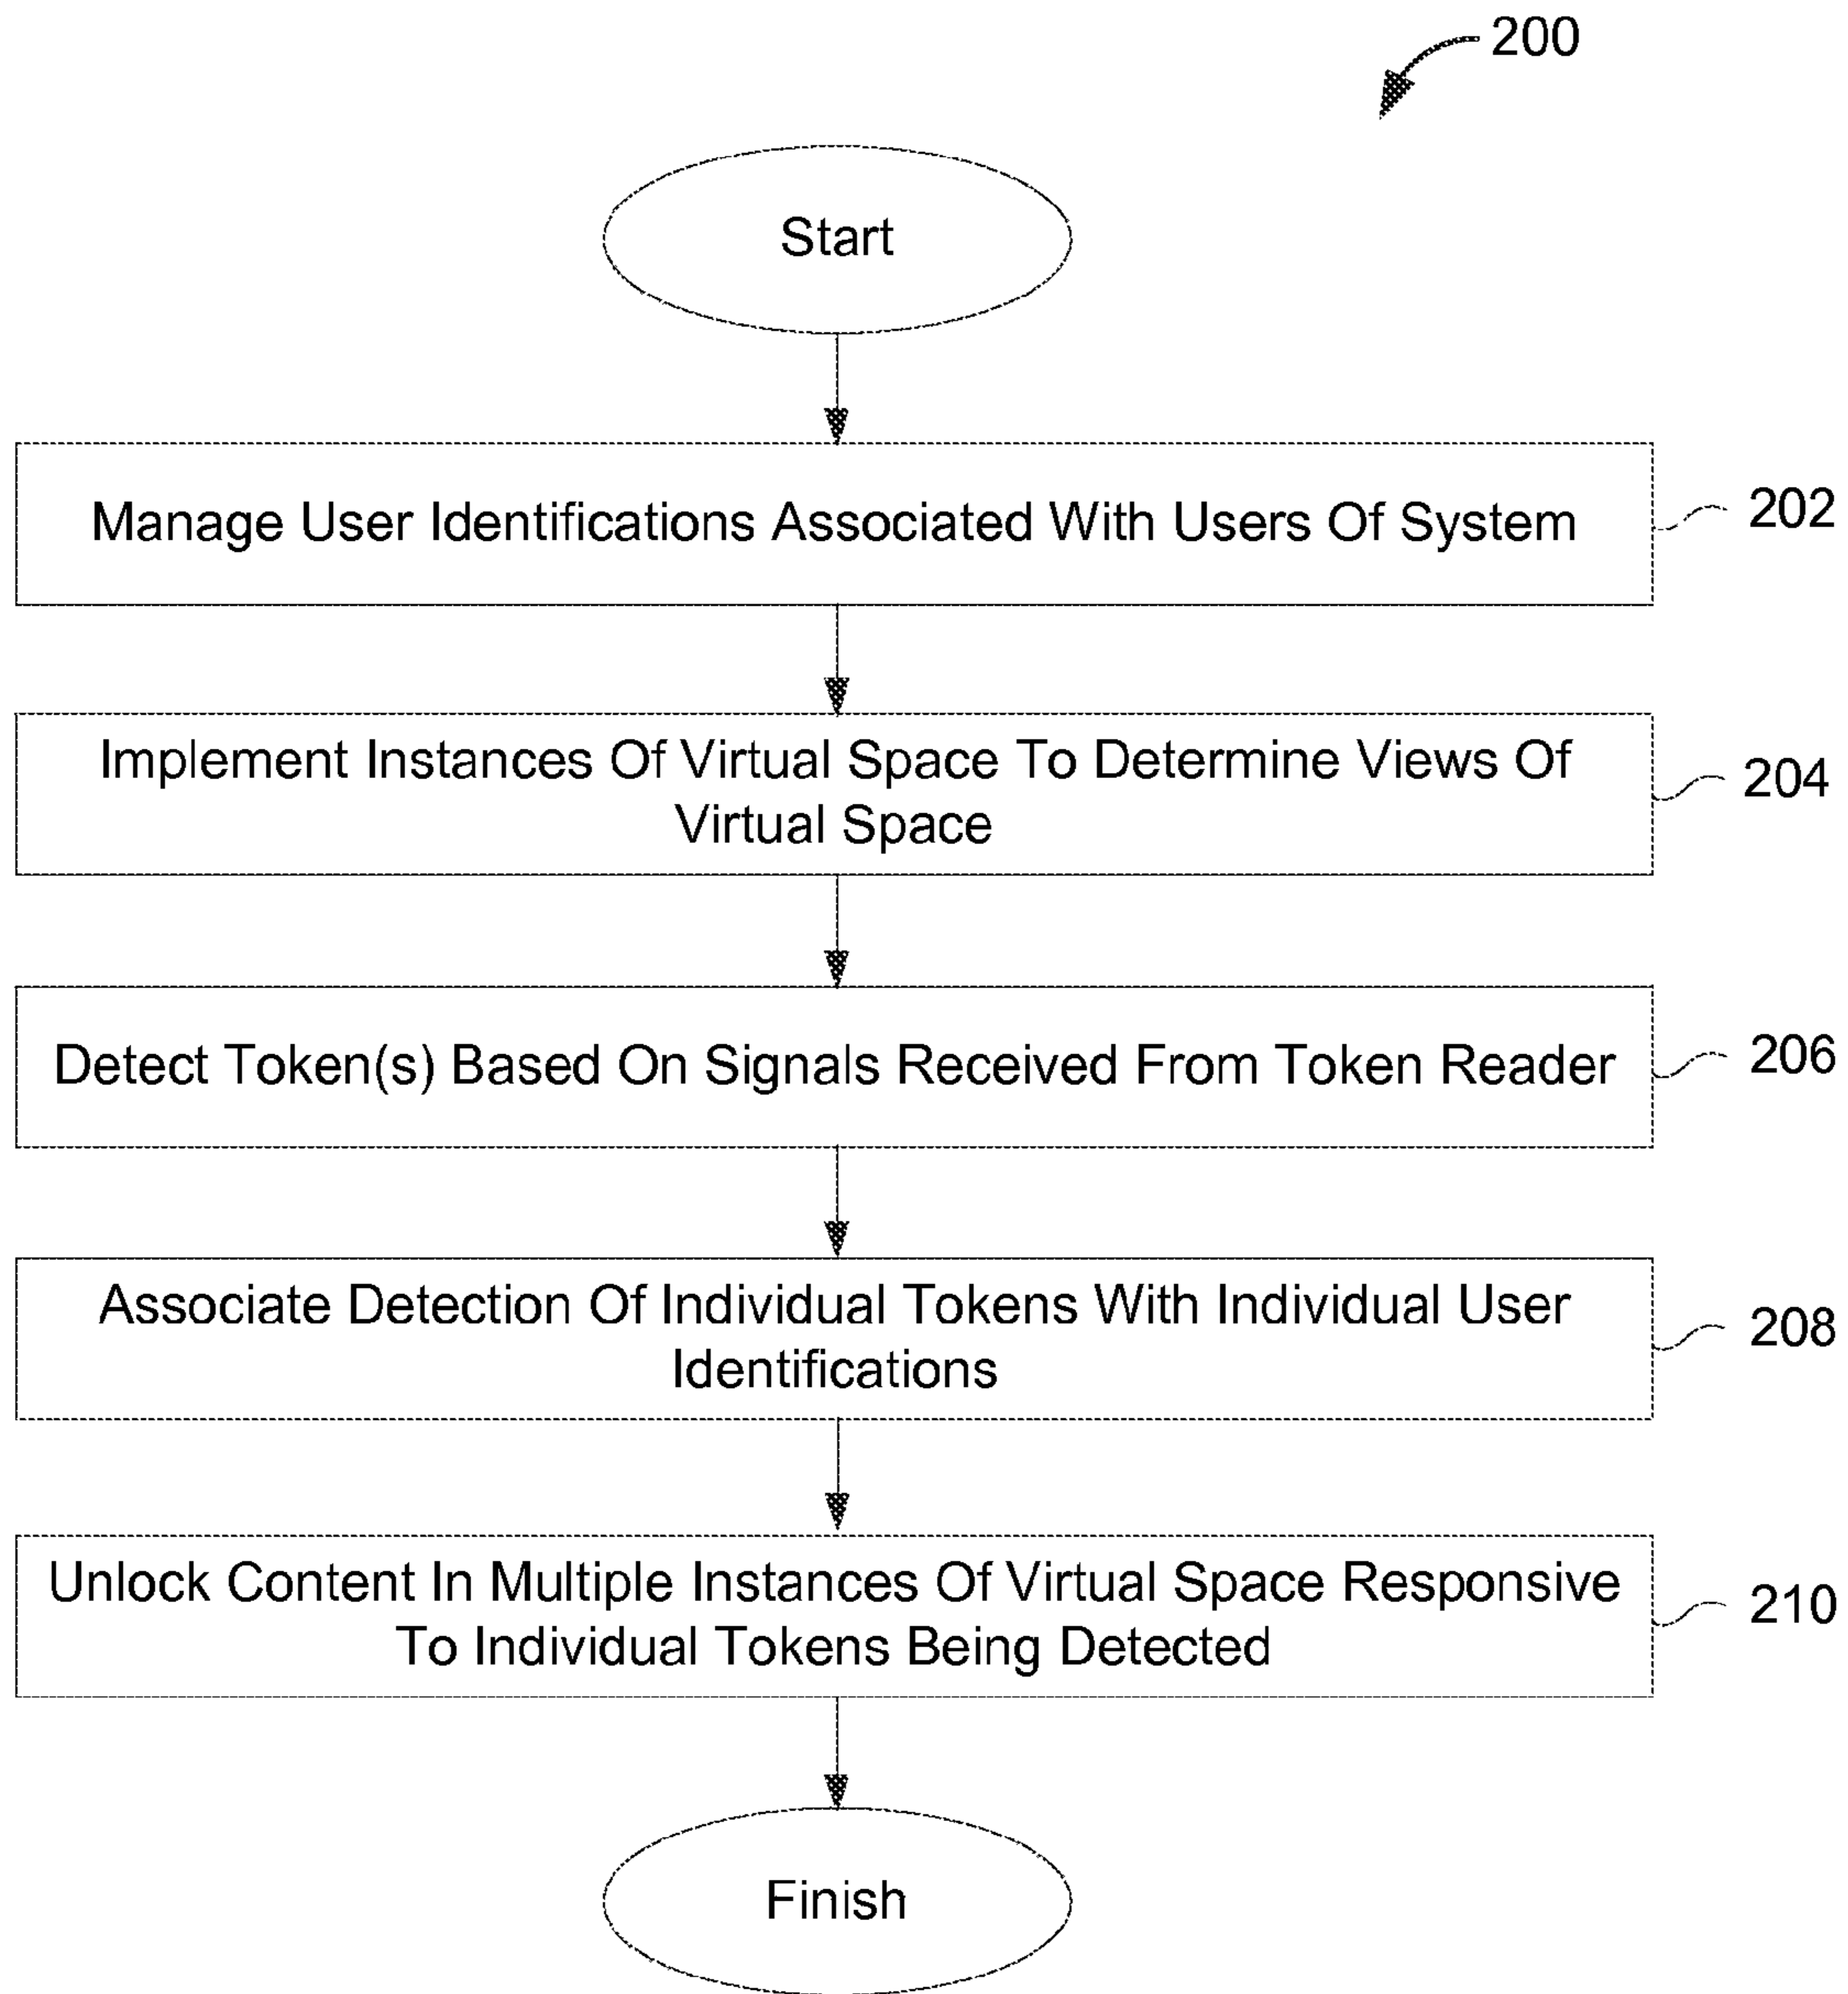 200
Start
Manage User Identifications Associated With Users Of System
202
Implement Instances Of Virtual Space To Determine Views Of
Virtual Space
204
Detect Token(s) Based On Signals Received From Token Reader
206
Associate Detection Of Individual Tokens With Individual User
Identifications
208
Unlock Content In Multiple Instances Of Virtual Space Responsive
To Individual Tokens Being Detected
210
Finish